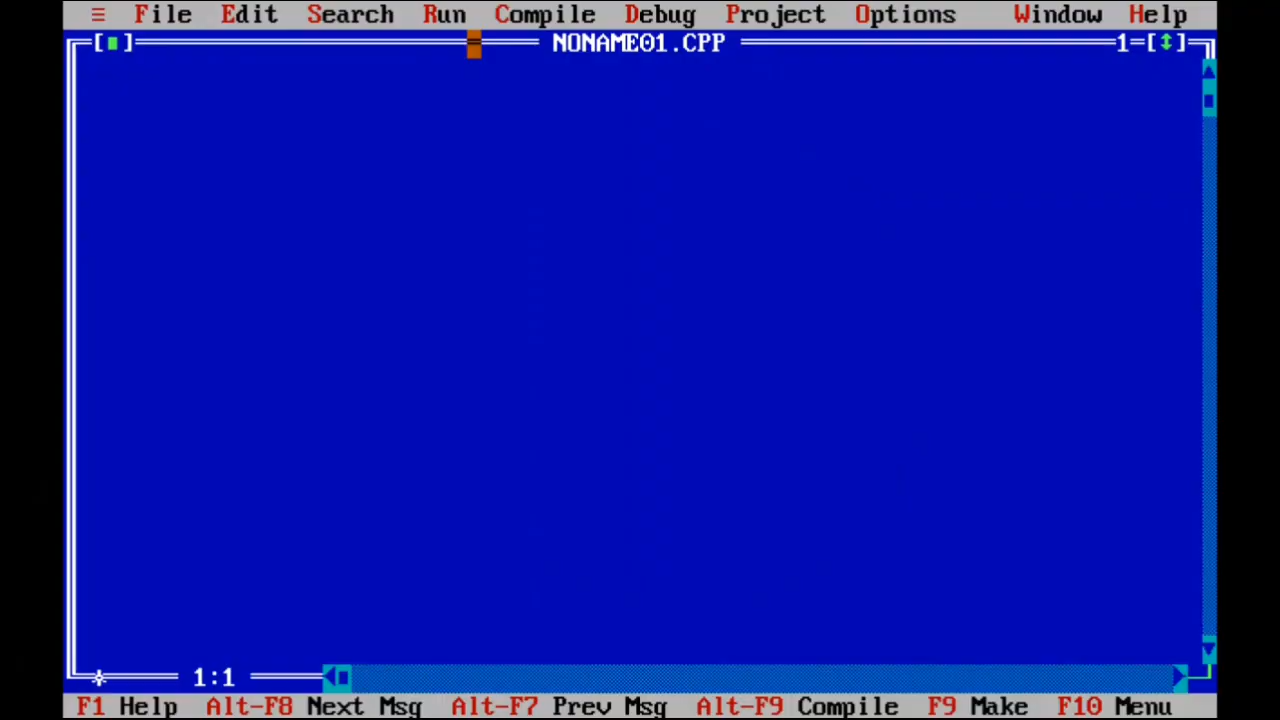 ≡ File Edit Search Run Compile Debug Project Options Window Help
[■] NONAME01.CPP 1=[↕]
1:1
F1 Help Alt-F8 Next Msg Alt-F7 Prev Msg Alt-F9 Compile F9 Make F10 Menu